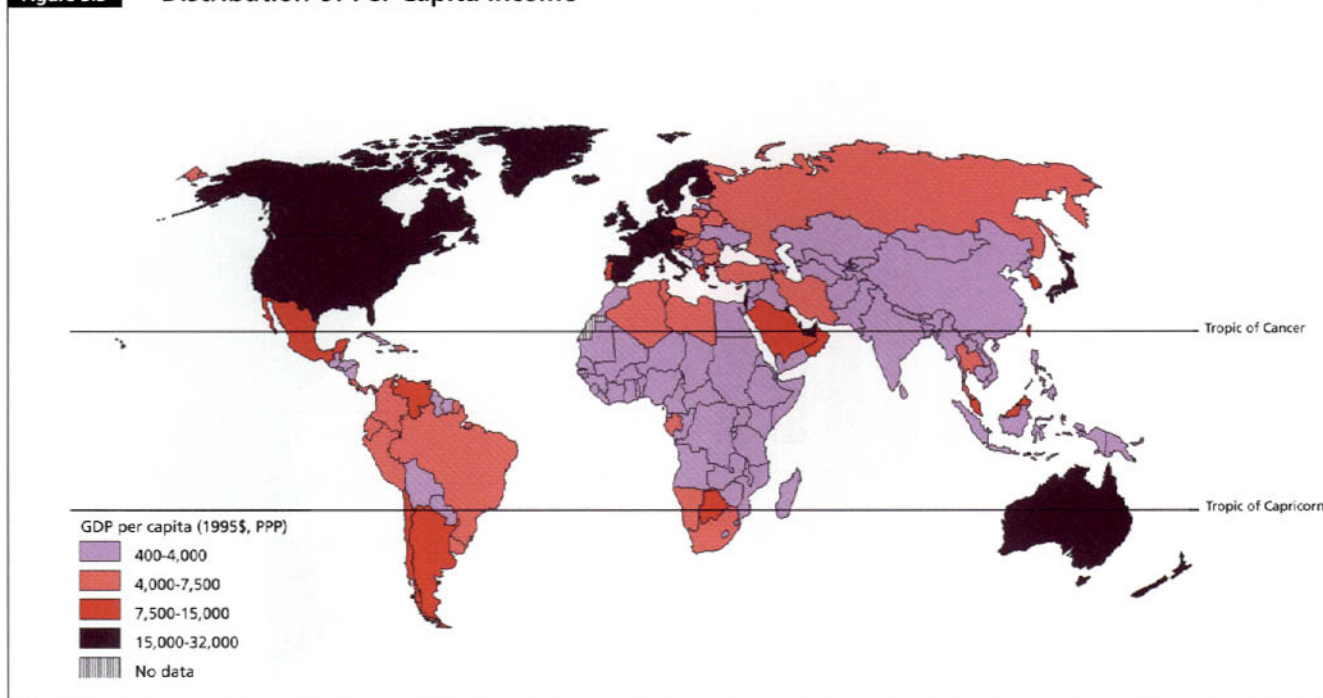 Distribution of Per Capita Income
Tropic of Cancer
Tropic of Capricorn
GDP per capita (1995$, PPP)
400-4,000
4,000-7,500
7,500-15,000
15,000-32,000
No data